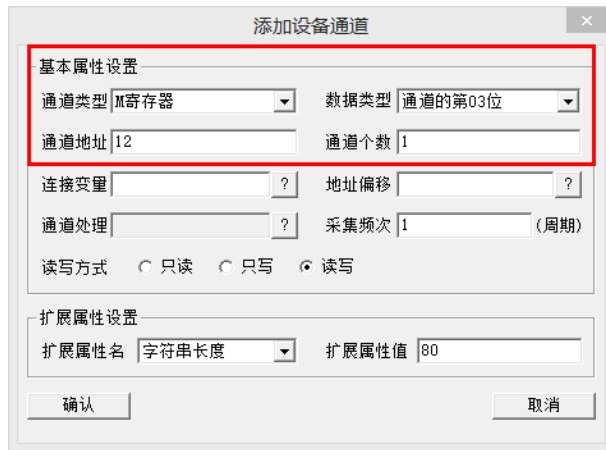 添加设备通道
基本属性设置
通道类型 M寄存器 数据类型 通道的第03位
通道地址 12 通道个数 1
连接变量 ? 地址偏移 ?
通道处理 ? 采集频次 1 (周期)
读写方式 只读 只写 读写
扩展属性设置
扩展属性名 字符串长度 扩展属性值 80
确认 取消